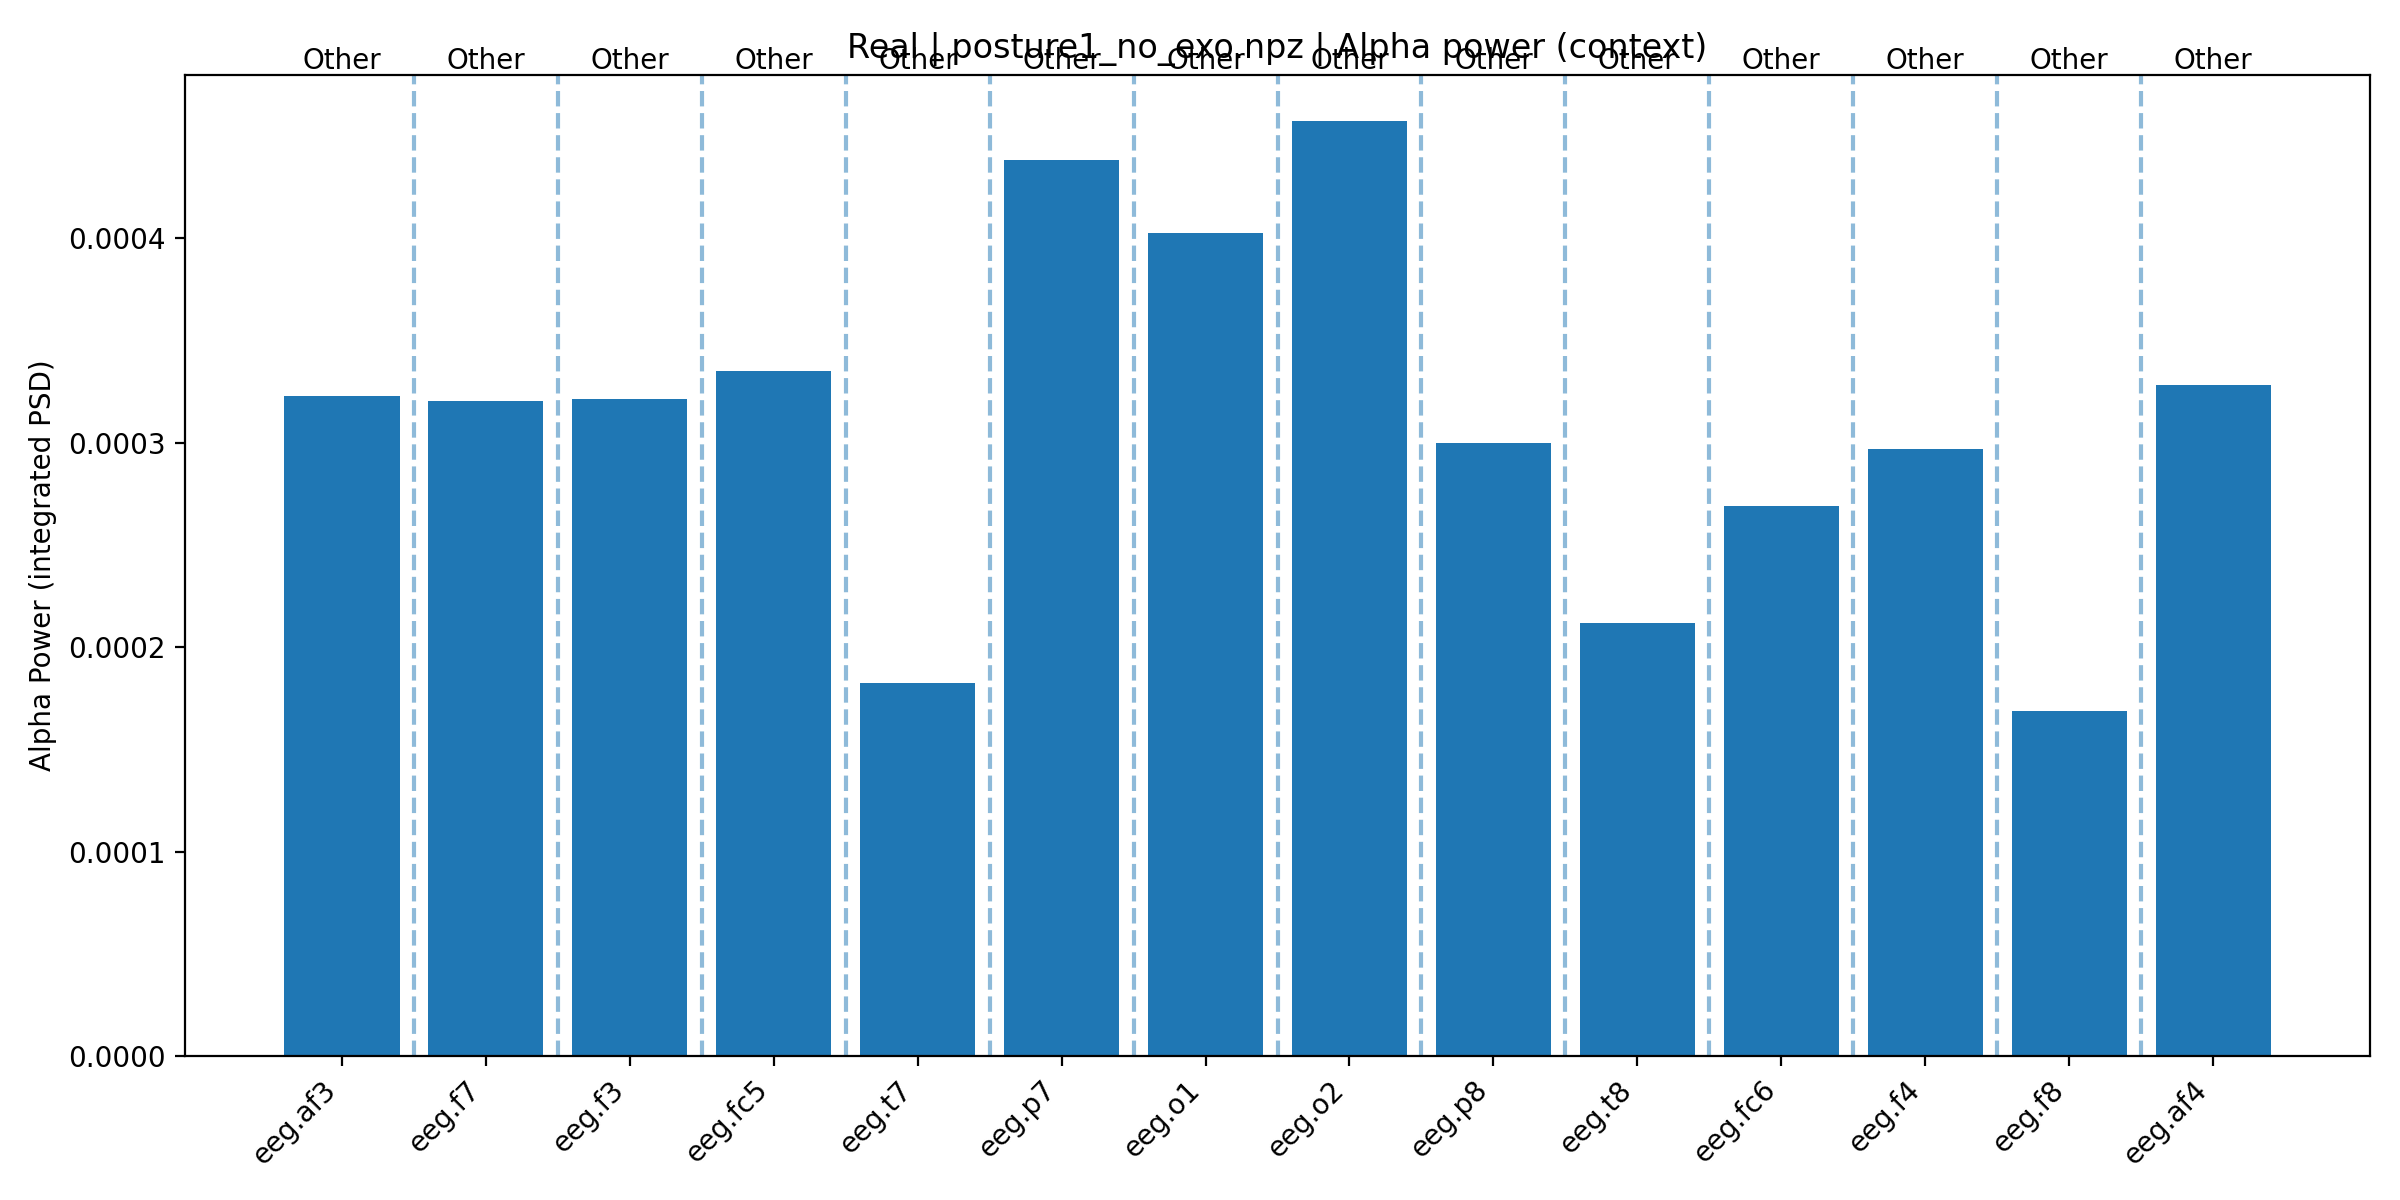 Real | posture1_no_exo.npz | Alpha power (context)
Other Other Other Other Other Other Other Other Other Other Other Other Other Other
Alpha Power (integrated PSD)
0.0004
0.0003
0.0002
0.0001
0.0000
eeg.af3 eeg.f7 eeg.f3 eeg.fc5 eeg.t7 eeg.p7 eeg.o1 eeg.o2 eeg.p8 eeg.t8 eeg.fc6 eeg.f4 eeg.f8 eeg.af4